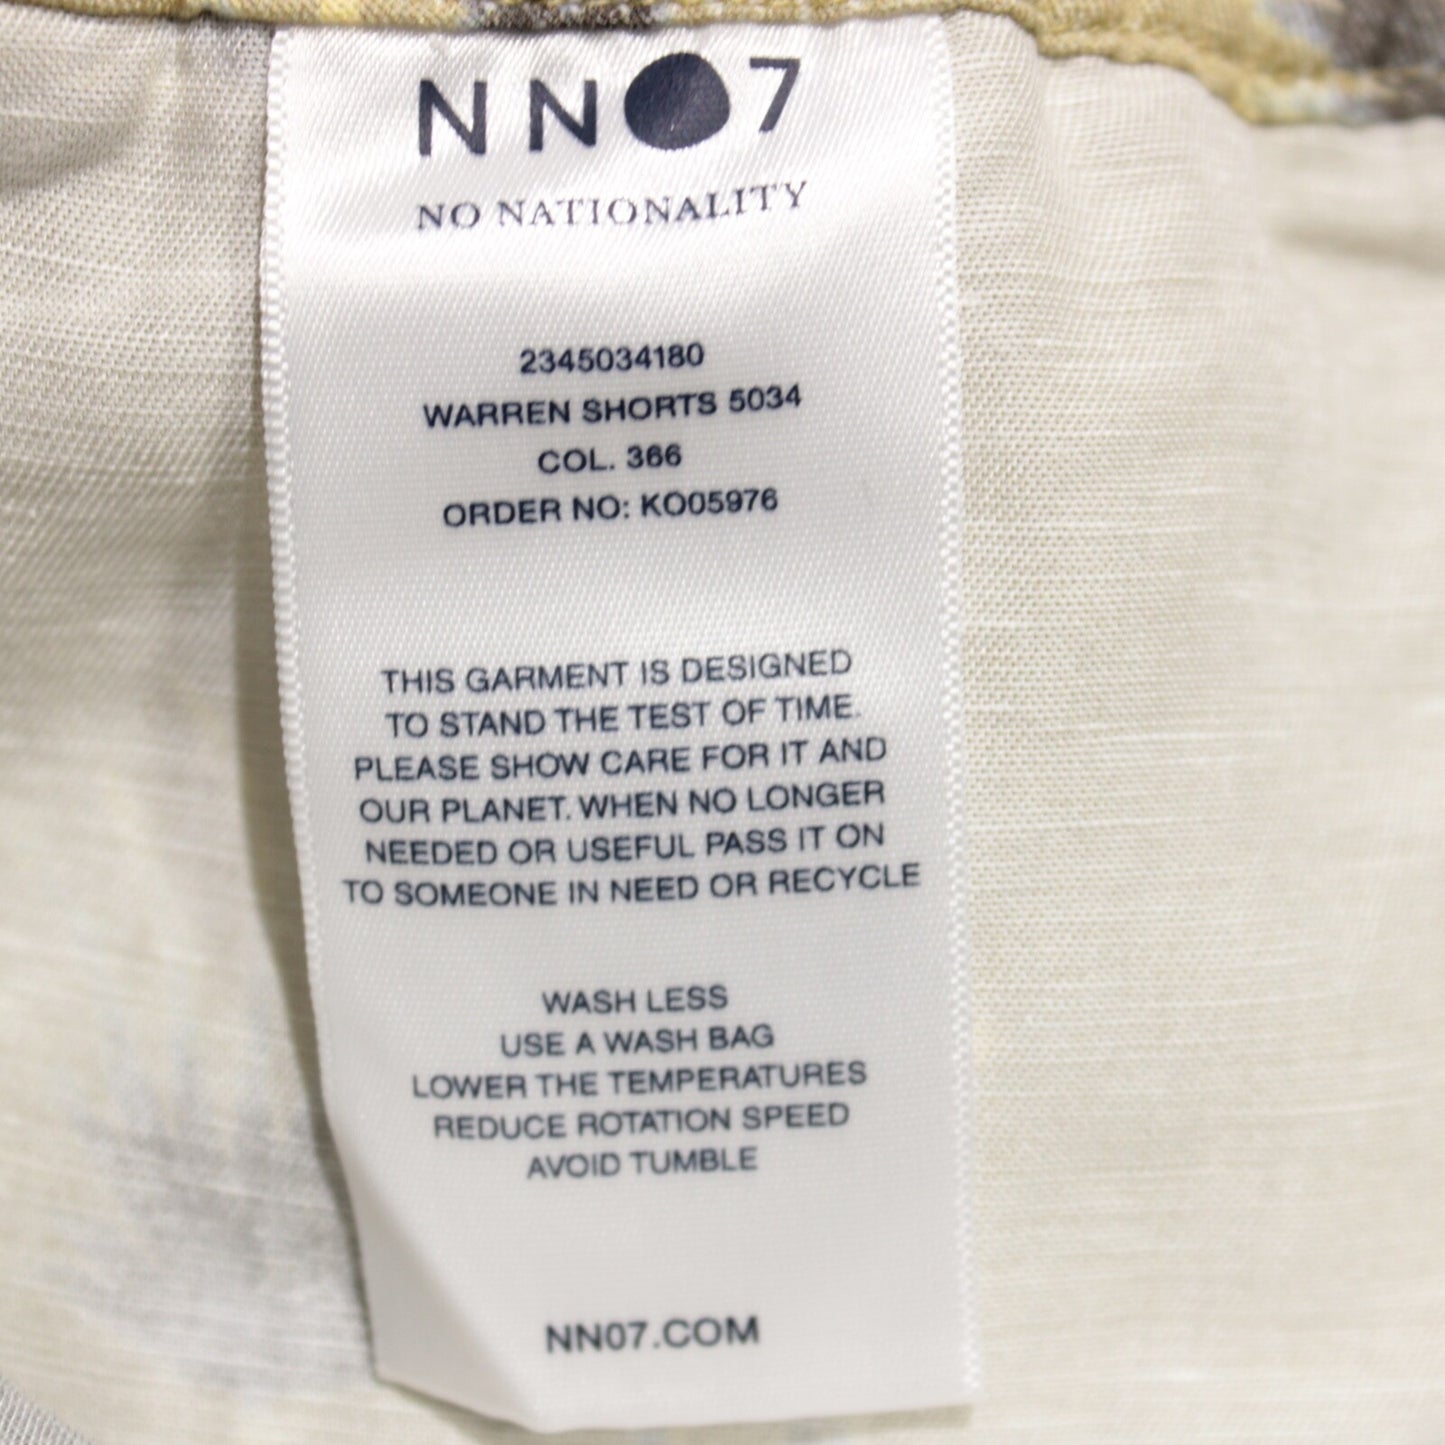 NN07
NO NATIONALITY
2345034180
WARREN SHORTS 5034
COL. 366
ORDER NO: KO05976
THIS GARMENT IS DESIGNED
TO STAND THE TEST OF TIME.
PLEASE SHOW CARE FOR IT AND
OUR PLANET. WHEN NO LONGER
NEEDED OR USEFUL PASS IT ON
TO SOMEONE IN NEED OR RECYCLE
WASH LESS
USE A WASH BAG
LOWER THE TEMPERATURES
REDUCE ROTATION SPEED
AVOID TUMBLE
NN07.COM